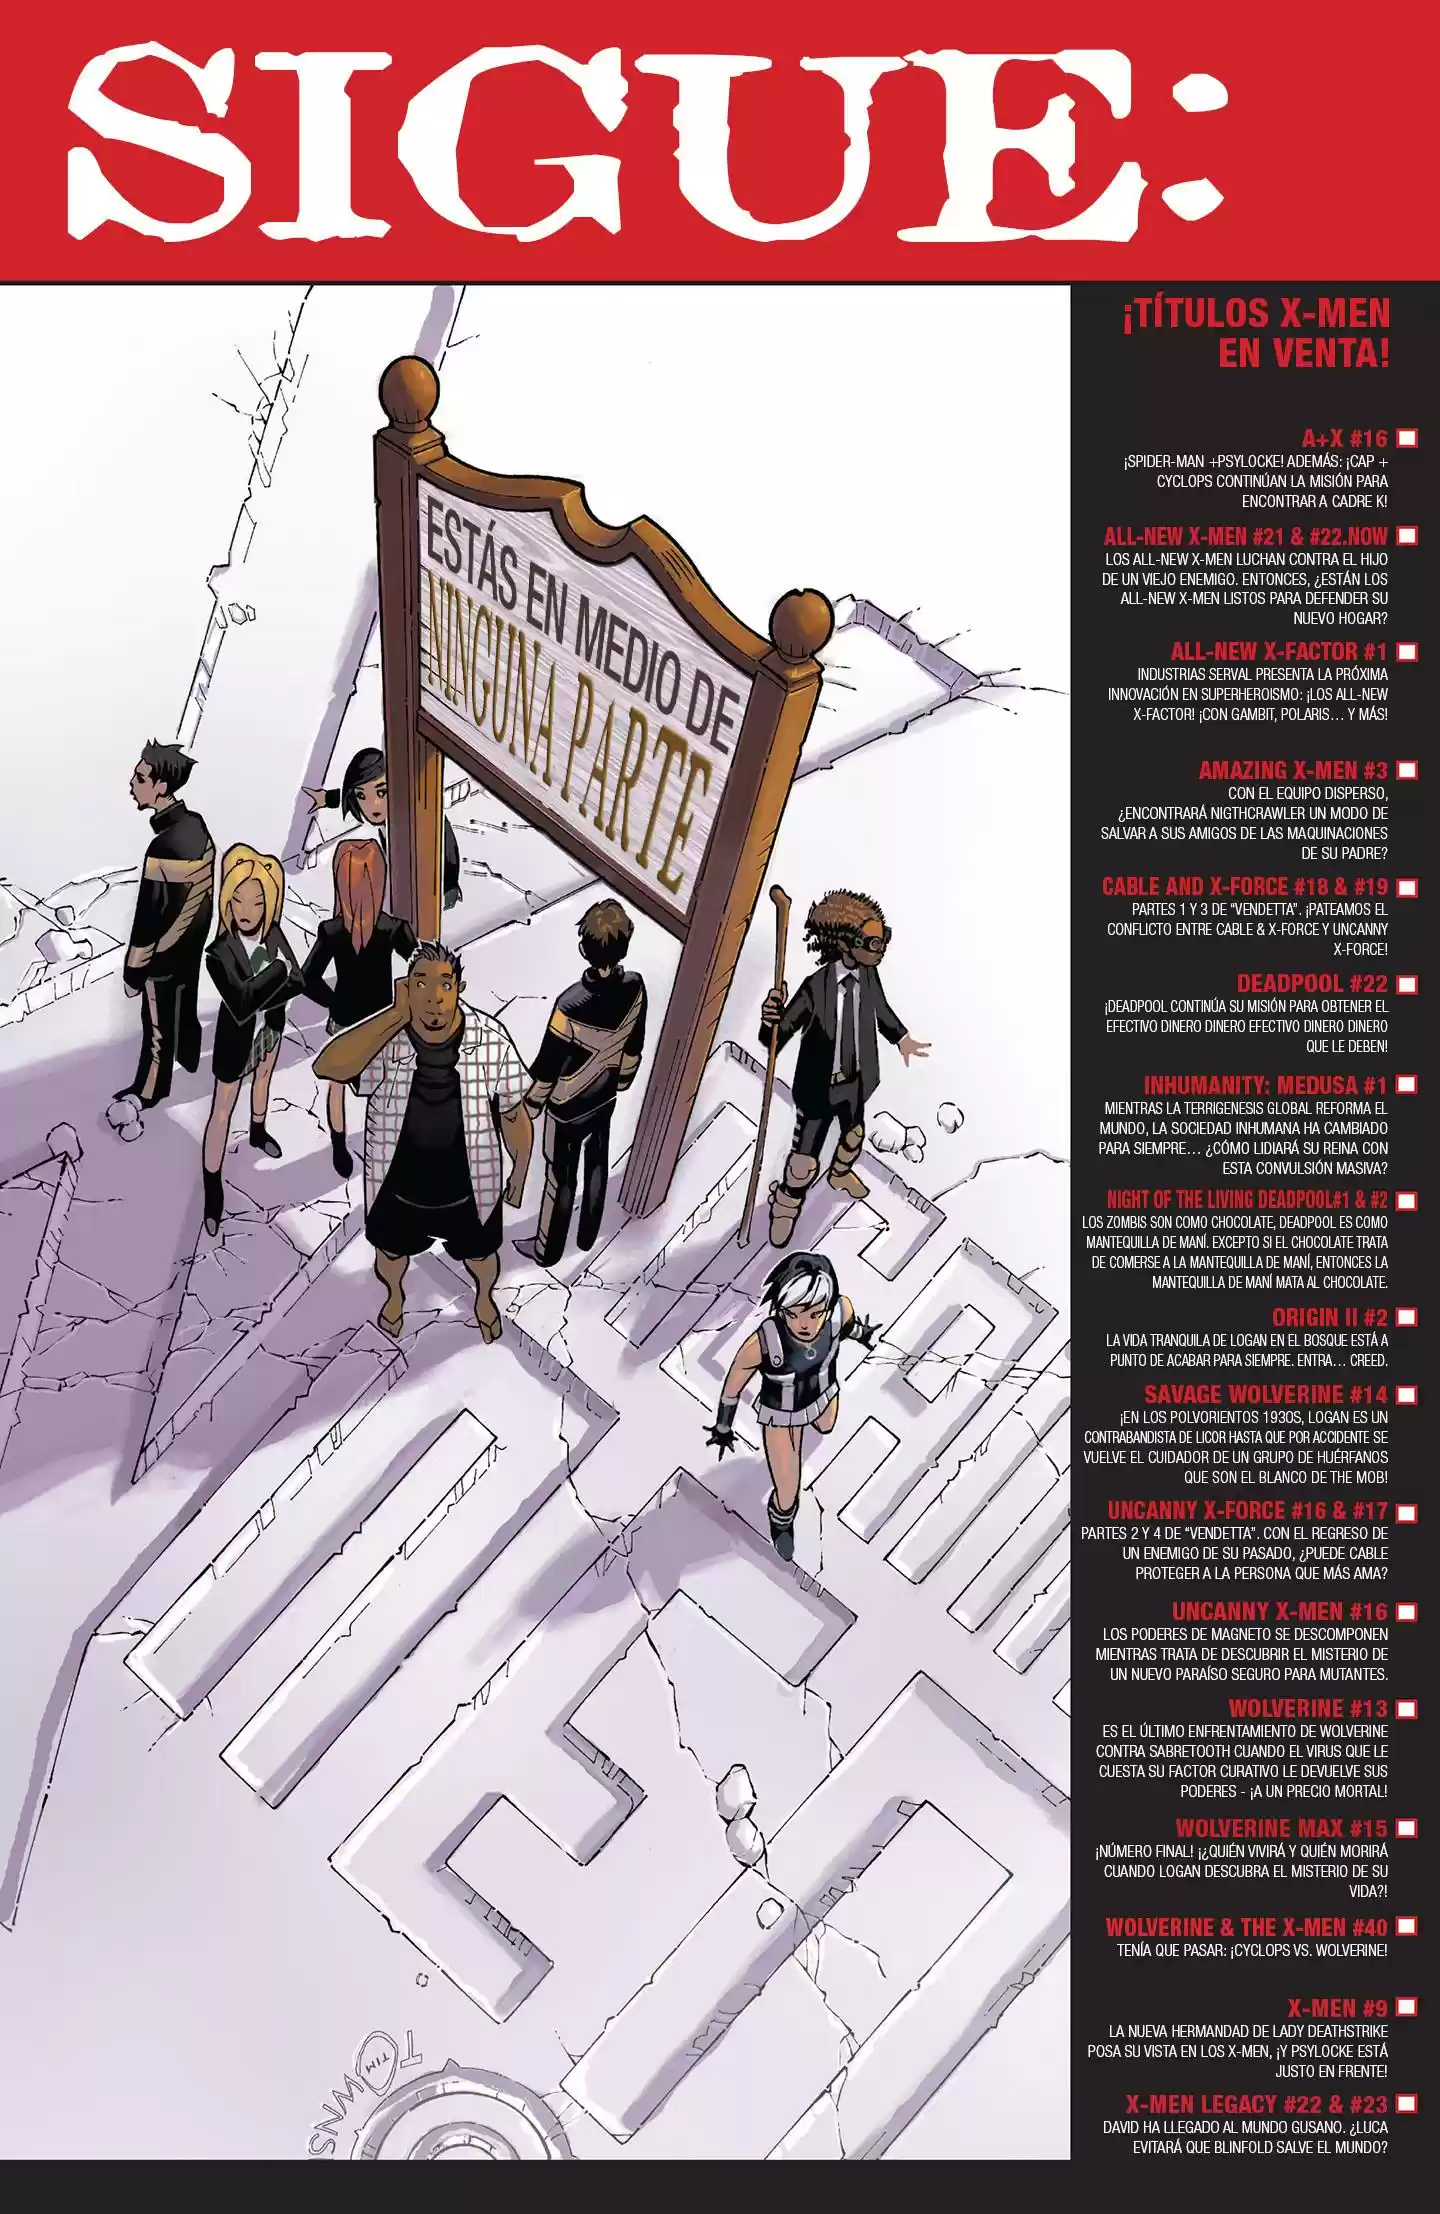 SIGUE:
ESTÁS EN MEDIO DE
NINGUNA PARTE
TIM
TOWNS
¡TÍTULOS X-MEN
EN VENTA!
A+X #16
¡SPIDER-MAN +PSYLOCKE! ADEMÁS: ¡CAP +
CYCLOPS CONTINÚAN LA MISIÓN PARA
ENCONTRAR A CADRE K!
ALL-NEW X-MEN #21 & #22.NOW
LOS ALL-NEW X-MEN LUCHAN CONTRA EL HIJO
DE UN VIEJO ENEMIGO. ENTONCES, ¿ESTÁN LOS
ALL-NEW X-MEN LISTOS PARA DEFENDER SU
NUEVO HOGAR?
ALL-NEW X-FACTOR #1
INDUSTRIAS SERVAL PRESENTA LA PRÓXIMA
INNOVACIÓN EN SUPERHEROISMO: ¡LOS ALL-NEW
X-FACTOR! ¡CON GAMBIT, POLARIS... Y MÁS!
AMAZING X-MEN #3
CON EL EQUIPO DISPERSO,
¿ENCONTRARÁ NIGTHCRAWLER UN MODO DE
SALVAR A SUS AMIGOS DE LAS MAQUINACIONES
DE SU PADRE?
CABLE AND X-FORCE #18 & #19
PARTES 1 Y 3 DE “VENDETTA”. ¡PATEAMOS EL
CONFLICTO ENTRE CABLE & X-FORCE Y UNCANNY
X-FORCE!
DEADPOOL #22
¡DEADPOOL CONTINÚA SU MISIÓN PARA OBTENER EL
EFECTIVO DINERO DINERO EFECTIVO DINERO DINERO
QUE LE DEBEN!
INHUMANITY: MEDUSA #1
MIENTRAS LA TERRIGENESIS GLOBAL REFORMA EL
MUNDO, LA SOCIEDAD INHUMANA HA CAMBIADO
PARA SIEMPRE... ¿CÓMO LIDIARÁ SU REINA CON
ESTA CONVULSIÓN MASIVA?
NIGHT OF THE LIVING DEADPOOL#1 & #2
LOS ZOMBIS SON COMO CHOCOLATE, DEADPOOL ES COMO
MANTEQUILLA DE MANÍ. EXCEPTO SI EL CHOCOLATE TRATA
DE COMERSE A LA MANTEQUILLA DE MANÍ, ENTONCES LA
MANTEQUILLA DE MANÍ MATA AL CHOCOLATE.
ORIGIN II #2
LA VIDA TRANQUILA DE LOGAN EN EL BOSQUE ESTÁ A
PUNTO DE ACABAR PARA SIEMPRE. ENTRA... CREED.
SAVAGE WOLVERINE #14
¡EN LOS POLVORIENTOS 1930S, LOGAN ES UN
CONTRABANDISTA DE LICOR HASTA QUE POR ACCIDENTE SE
VUELVE EL CUIDADOR DE UN GRUPO DE HUÉRFANOS
QUE SON EL BLANCO DE THE MOB!
UNCANNY X-FORCE #16 & #17
PARTES 2 Y 4 DE “VENDETTA”. CON EL REGRESO DE
UN ENEMIGO DE SU PASADO, ¿PUEDE CABLE
PROTEGER A LA PERSONA QUE MÁS AMA?
UNCANNY X-MEN #16
LOS PODERES DE MAGNETO SE DESCOMPONEN
MIENTRAS TRATA DE DESCUBRIR EL MISTERIO DE
UN NUEVO PARAÍSO SEGURO PARA MUTANTES.
WOLVERINE #13
ES EL ÚLTIMO ENFRENTAMIENTO DE WOLVERINE
CONTRA SABRETOOTH CUANDO EL VIRUS QUE LE
CUESTA SU FACTOR CURATIVO LE DEVUELVE SUS
PODERES - ¡A UN PRECIO MORTAL!
WOLVERINE MAX #15
¡NÚMERO FINAL! ¡¿QUIÉN VIVIRÁ Y QUIÉN MORIRÁ
CUANDO LOGAN DESCUBRA EL MISTERIO DE SU
VIDA?!
WOLVERINE & THE X-MEN #40
TENÍA QUE PASAR: ¡CYCLOPS VS. WOLVERINE!
X-MEN #9
LA NUEVA HERMANDAD DE LADY DEATHSTRIKE
POSA SU VISTA EN LOS X-MEN, ¡Y PSYLOCKE ESTÁ
JUSTO EN FRENTE!
X-MEN LEGACY #22 & #23
DAVID HA LLEGADO AL MUNDO GUSANO. ¿LUCA
EVITARÁ QUE BLINFOLD SALVE EL MUNDO?